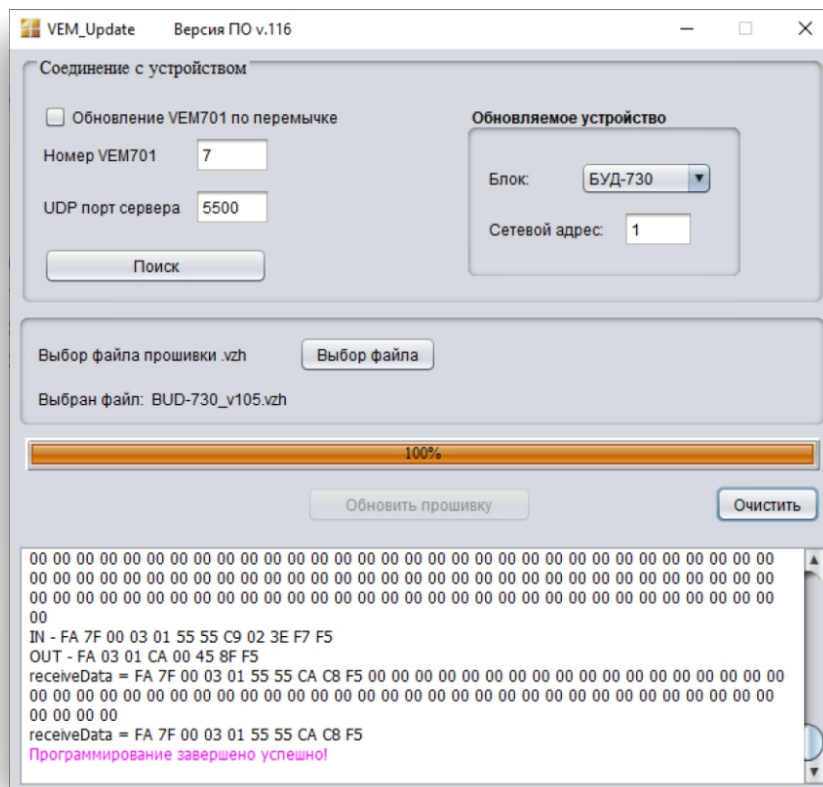 VEM_Update Версия ПО v.116
Соединение с устройством
Обновление VEM701 по перемычке
Номер VEM701 7
UDP порт сервера 5500
Поиск
Обновляемое устройство
Блок: БУД-730
Сетевой адрес: 1
Выбор файла прошивки .vzh Выбор файла
Выбран файл: BUD-730_v105.vzh
100%
Обновить прошивку Очистить
00 00 00 00 00 00 00 00 00 00 00 00 00 00 00 00 00 00 00 00 00 00 00 00 00 00 00 00 00 00 00 00
00 00 00 00 00 00 00 00 00 00 00 00 00 00 00 00 00 00 00 00 00 00 00 00 00 00 00 00 00 00 00 00
00 00 00 00 00 00 00 00 00 00 00 00 00 00 00 00 00 00 00 00 00 00 00 00 00 00 00 00 00 00 00 00
00
IN - FA 7F 00 03 01 55 55 C9 02 3E F7 F5
OUT - FA 03 01 CA 00 45 8F F5
receiveData = FA 7F 00 03 01 55 55 CA C8 F5 00 00 00 00 00 00 00 00 00 00 00 00 00 00 00 00 00 00
00 00 00 00 00 00 00 00 00 00 00 00 00 00 00 00 00 00 00 00 00 00 00 00 00 00 00 00 00 00 00 00
00 00 00 00
receiveData = FA 7F 00 03 01 55 55 CA C8 F5
Программирование завершено успешно!